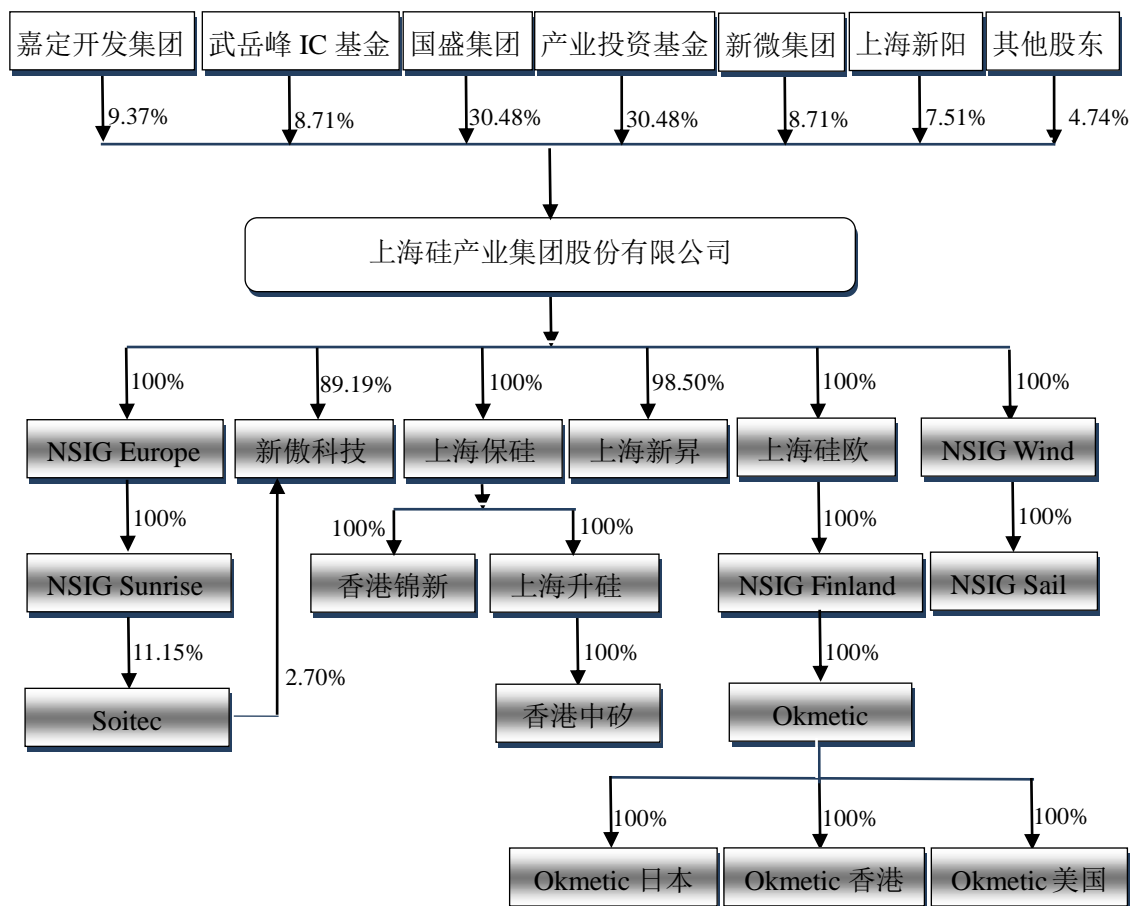 嘉定开发集团
武岳峰 IC 基金
国盛集团
产业投资基金
新微集团
上海新阳
其他股东
9.37%
8.71%
30.48%
30.48%
8.71%
7.51%
4.74%
上海硅产业集团股份有限公司
100%
89.19%
100%
98.50%
100%
100%
NSIG Europe
新傲科技
上海保硅
上海新昇
上海硅欧
NSIG Wind
100%
100%
100%
100%
100%
NSIG Sunrise
香港锦新
上海升硅
NSIG Finland
NSIG Sail
11.15%
2.70%
100%
100%
Soitec
香港中矽
Okmetic
100%
100%
100%
Okmetic 日本
Okmetic 香港
Okmetic 美国